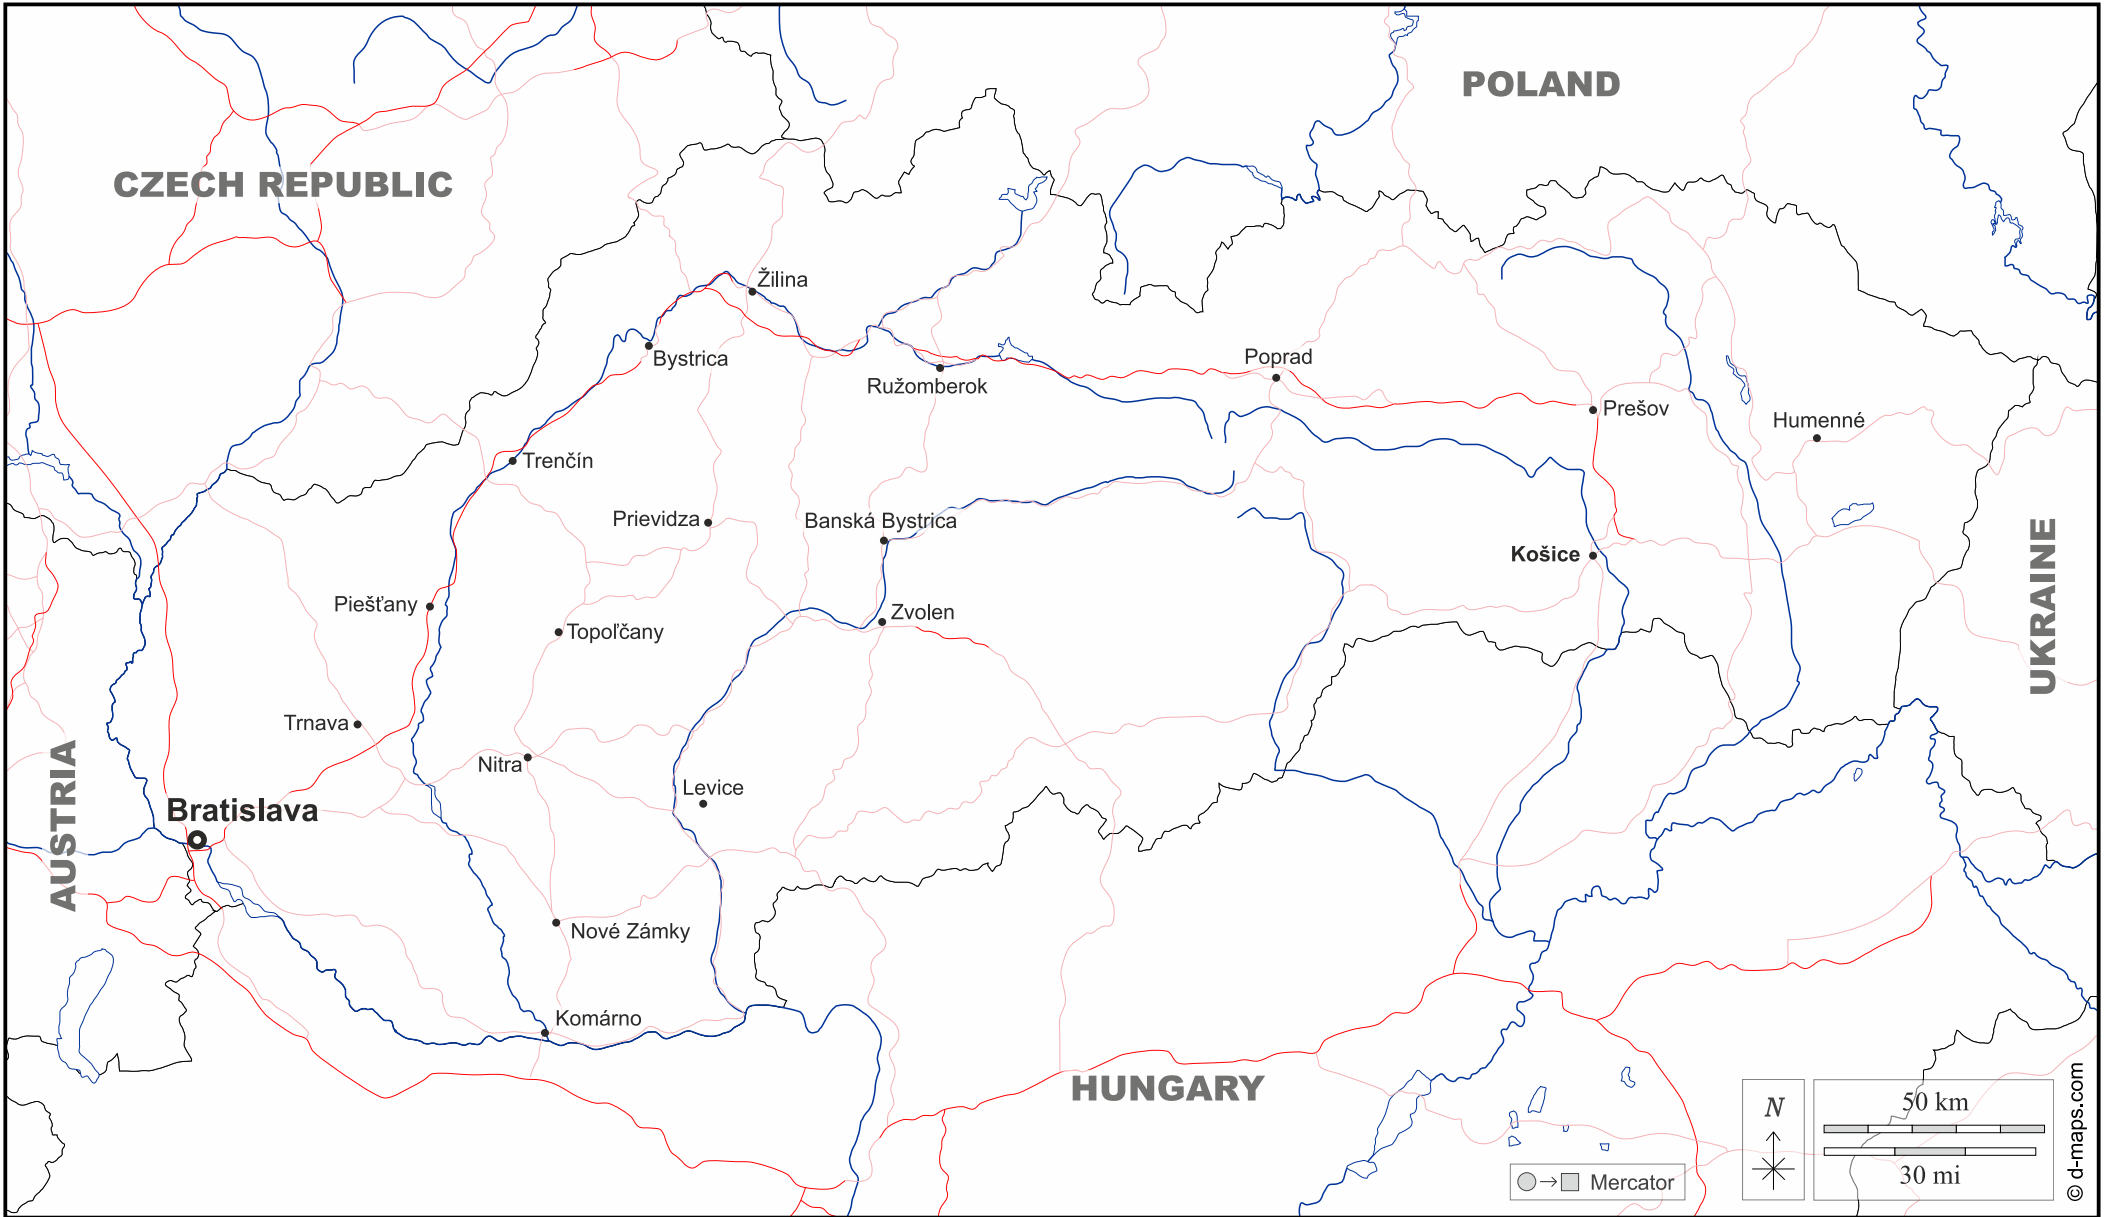 POLAND
CZECH REPUBLIC
Žilina
Bystrica
Poprad
Ružomberok
Prešov
Humenné
Trenčín
Prievidza
Banská Bystrica
Košice
UKRAINE
Piešťany
Topoľčany
Zvolen
Trnava
Nitra
Levice
AUSTRIA
Bratislava
Nové Zámky
Komárno
HUNGARY
N
50 km
30 mi
Mercator
© d-maps.com